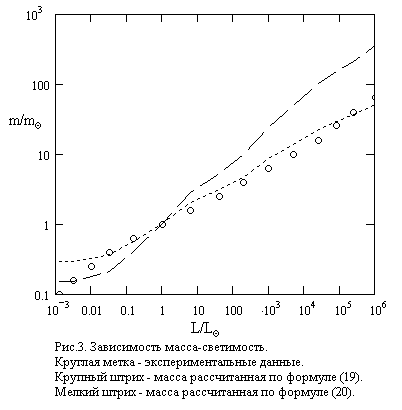 10³
100
m/m⊙
10
1
0.1
10⁻³ 0.01 0.1 1 10 100 ·10³ 10⁴ 10⁵ 10⁶
L/L⊙
Рис.3. Зависимость масса-светимость.
Круглая метка - экспериментальные данные.
Крупный штрих - масса рассчитанная по формуле (19).
Мелкий штрих - масса рассчитанная по формуле (20).